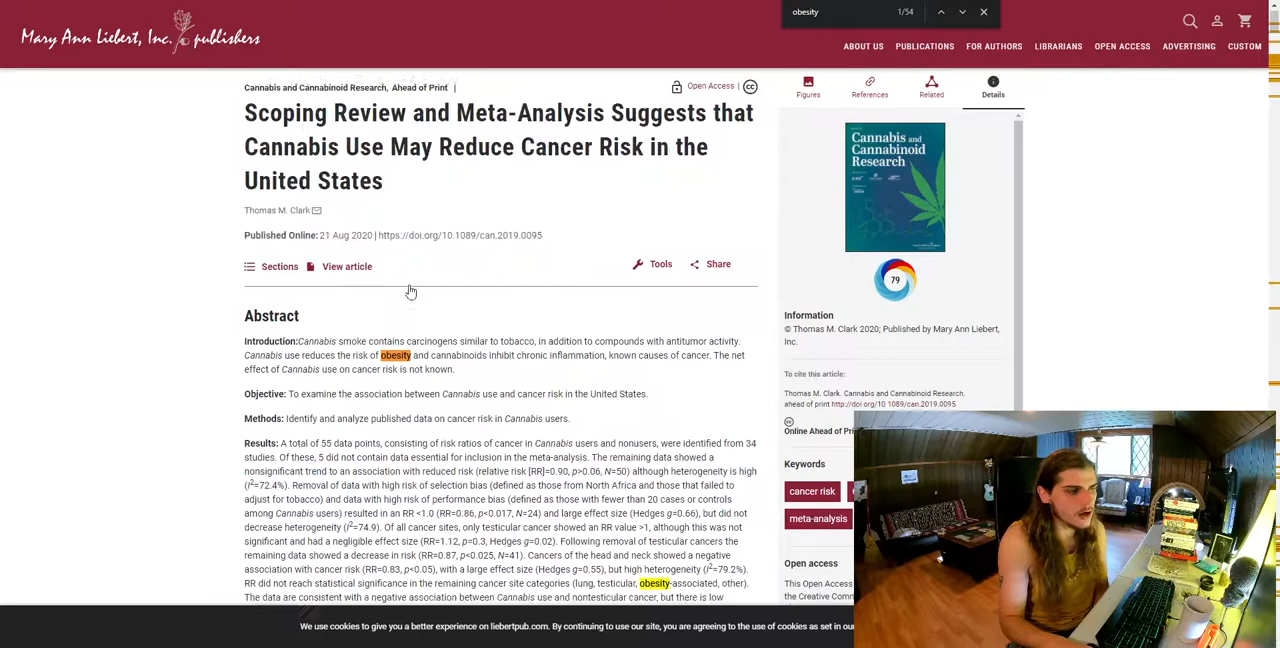 obesity 1/54
Mary Ann Liebert, Inc. publishers
ABOUT US PUBLICATIONS FOR AUTHORS LIBRARIANS OPEN ACCESS ADVERTISING CUSTOM
Cannabis and Cannabinoid Research, Ahead of Print |
Open Access | cc
Scoping Review and Meta-Analysis Suggests that
Cannabis Use May Reduce Cancer Risk in the
United States
Thomas M. Clark
Published Online: 21 Aug 2020 | https://doi.org/10.1089/can.2019.0095
Sections View article
Tools Share
Abstract
Introduction:Cannabis smoke contains carcinogens similar to tobacco, in addition to compounds with antitumor activity.
Cannabis use reduces the risk of obesity and cannabinoids inhibit chronic inflammation, known causes of cancer. The net
effect of Cannabis use on cancer risk is not known.
Objective: To examine the association between Cannabis use and cancer risk in the United States.
Methods: Identify and analyze published data on cancer risk in Cannabis users.
Results: A total of 55 data points, consisting of risk ratios of cancer in Cannabis users and nonusers, were identified from 34
studies. Of these, 5 did not contain data essential for inclusion in the meta-analysis. The remaining data showed a
nonsignificant trend to an association with reduced risk (relative risk [RR]=0.90, p>0.06, N=50) although heterogeneity is high
(I2=72.4%). Removal of data with high risk of selection bias (defined as those from North Africa and those that failed to
adjust for tobacco) and data with high risk of performance bias (defined as those with fewer than 20 cases or controls
among Cannabis users) resulted in an RR <1.0 (RR=0.86, p<0.017, N=24) and large effect size (Hedges g=0.66), but did not
decrease heterogeneity (I2=74.9). Of all cancer sites, only testicular cancer showed an RR value >1, although this was not
significant and had a negligible effect size (RR=1.12, p=0.3, Hedges g=0.02). Following removal of testicular cancers the
remaining data showed a decrease in risk (RR=0.87, p<0.025, N=41). Cancers of the head and neck showed a negative
association with cancer risk (RR=0.83, p<0.05), with a large effect size (Hedges g=0.55), but high heterogeneity (I2=79.2%).
RR did not reach statistical significance in the remaining cancer site categories (lung, testicular, obesity-associated, other).
The data are consistent with a negative association between Cannabis use and nontesticular cancer, but there is low
Figures References Related Details
Cannabis and
Cannabinoid
Research
79
Information
© Thomas M. Clark 2020; Published by Mary Ann Liebert,
Inc.
To cite this article:
Thomas M. Clark. Cannabis and Cannabinoid Research.
ahead of print http://doi.org/10.1089/can.2019.0095
cc
Online Ahead of Pri
Keywords
cancer risk
meta-analysis
Open access
This Open Access
the Creative Comm
We use cookies to give you a better experience on liebertpub.com. By continuing to use our site, you are agreeing to the use of cookies as set in our